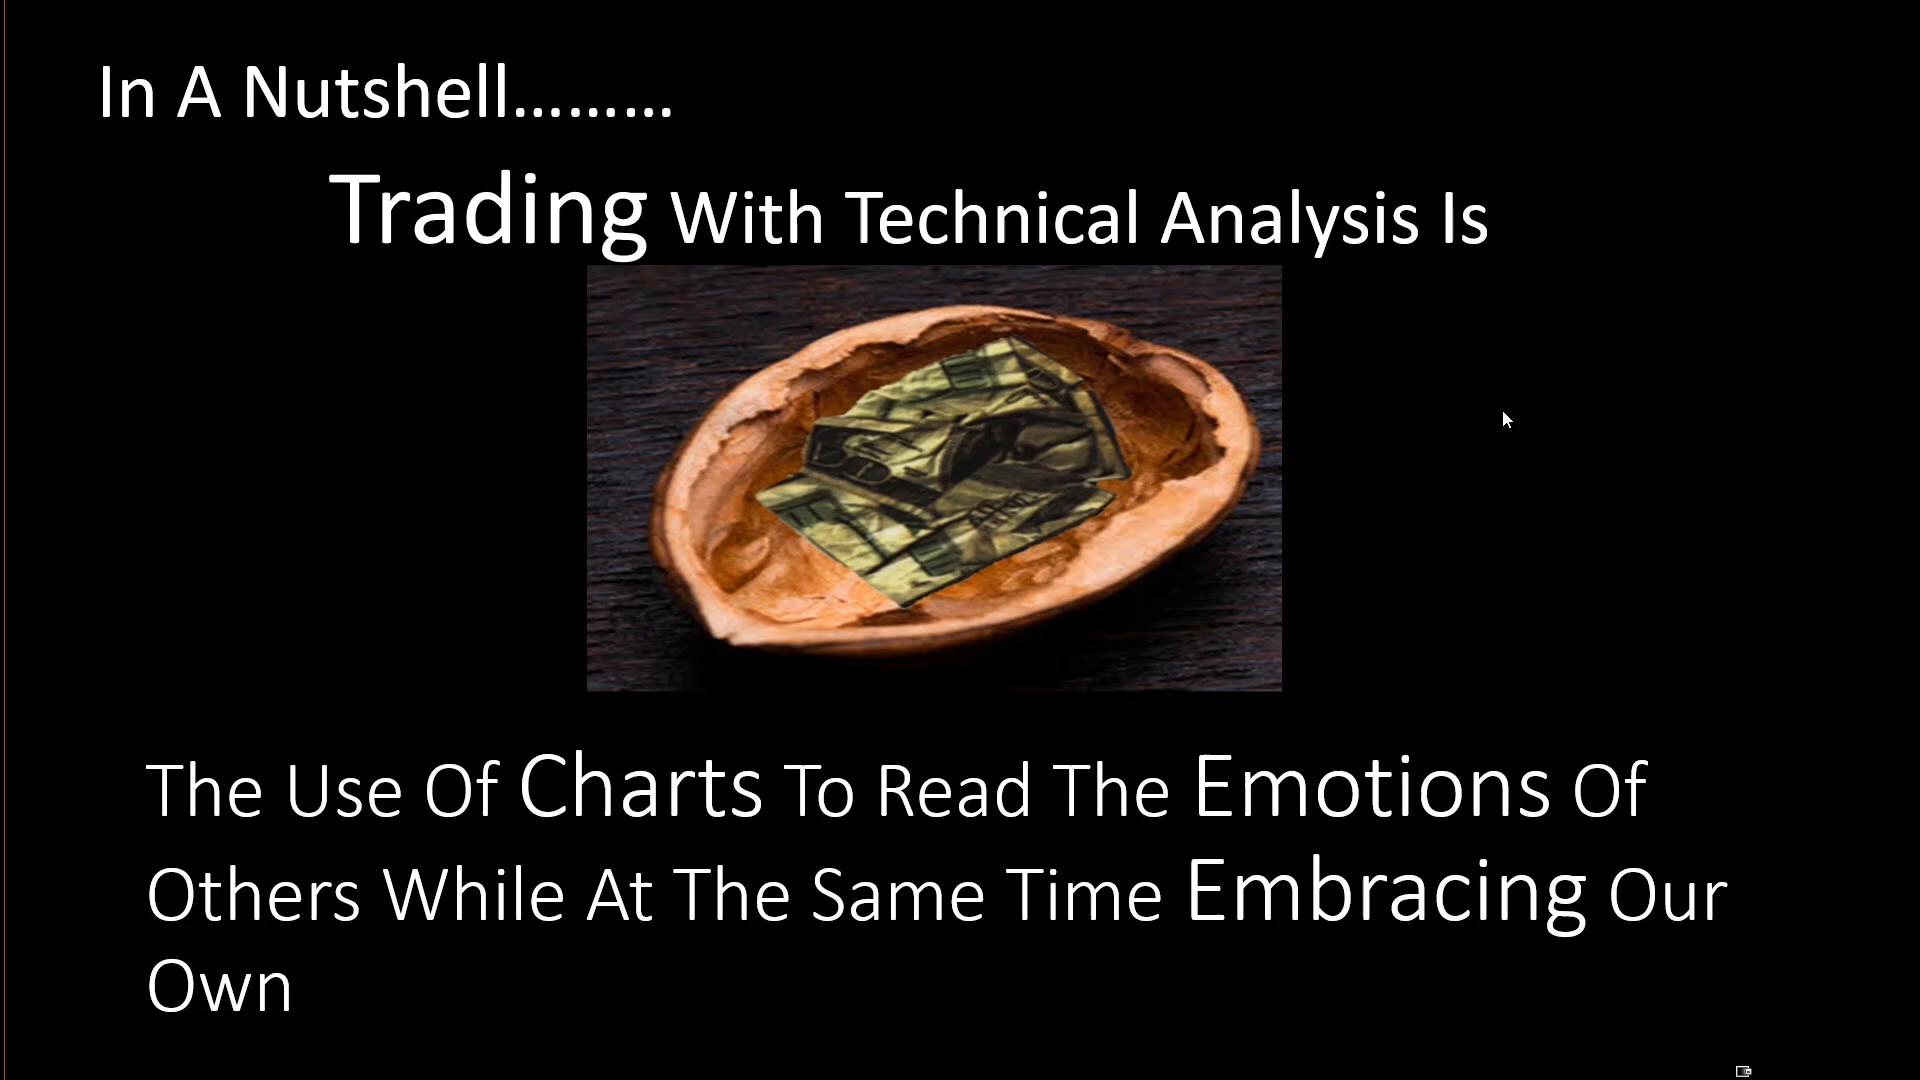 In A Nutshell.........
Trading With Technical Analysis Is
The Use Of Charts To Read The Emotions Of
Others While At The Same Time Embracing Our
Own